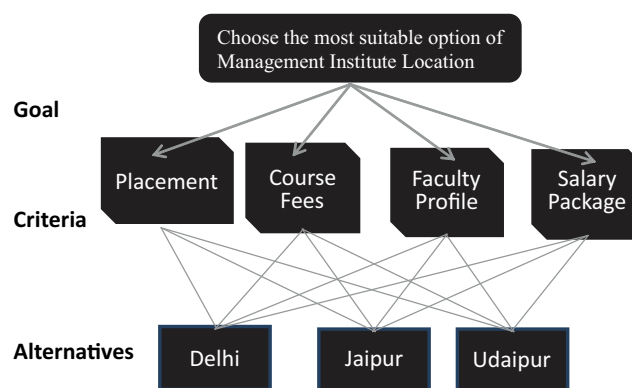 Choose the most suitable option of
Management Institute Location
Goal
Placement
Course
Fees
Faculty
Profile
Salary
Package
Criteria
Alternatives
Delhi
Jaipur
Udaipur